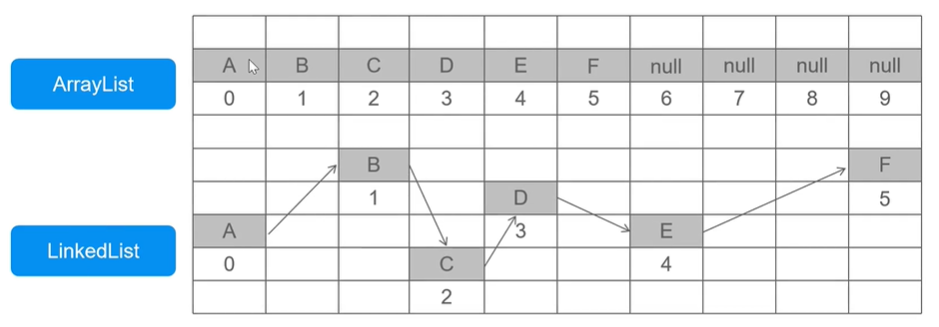 A B C D E F null null null null
ArrayList
0 1 2 3 4 5 6 7 8 9
B F
1 D 5
A 3 E
LinkedList
0 C 4
2